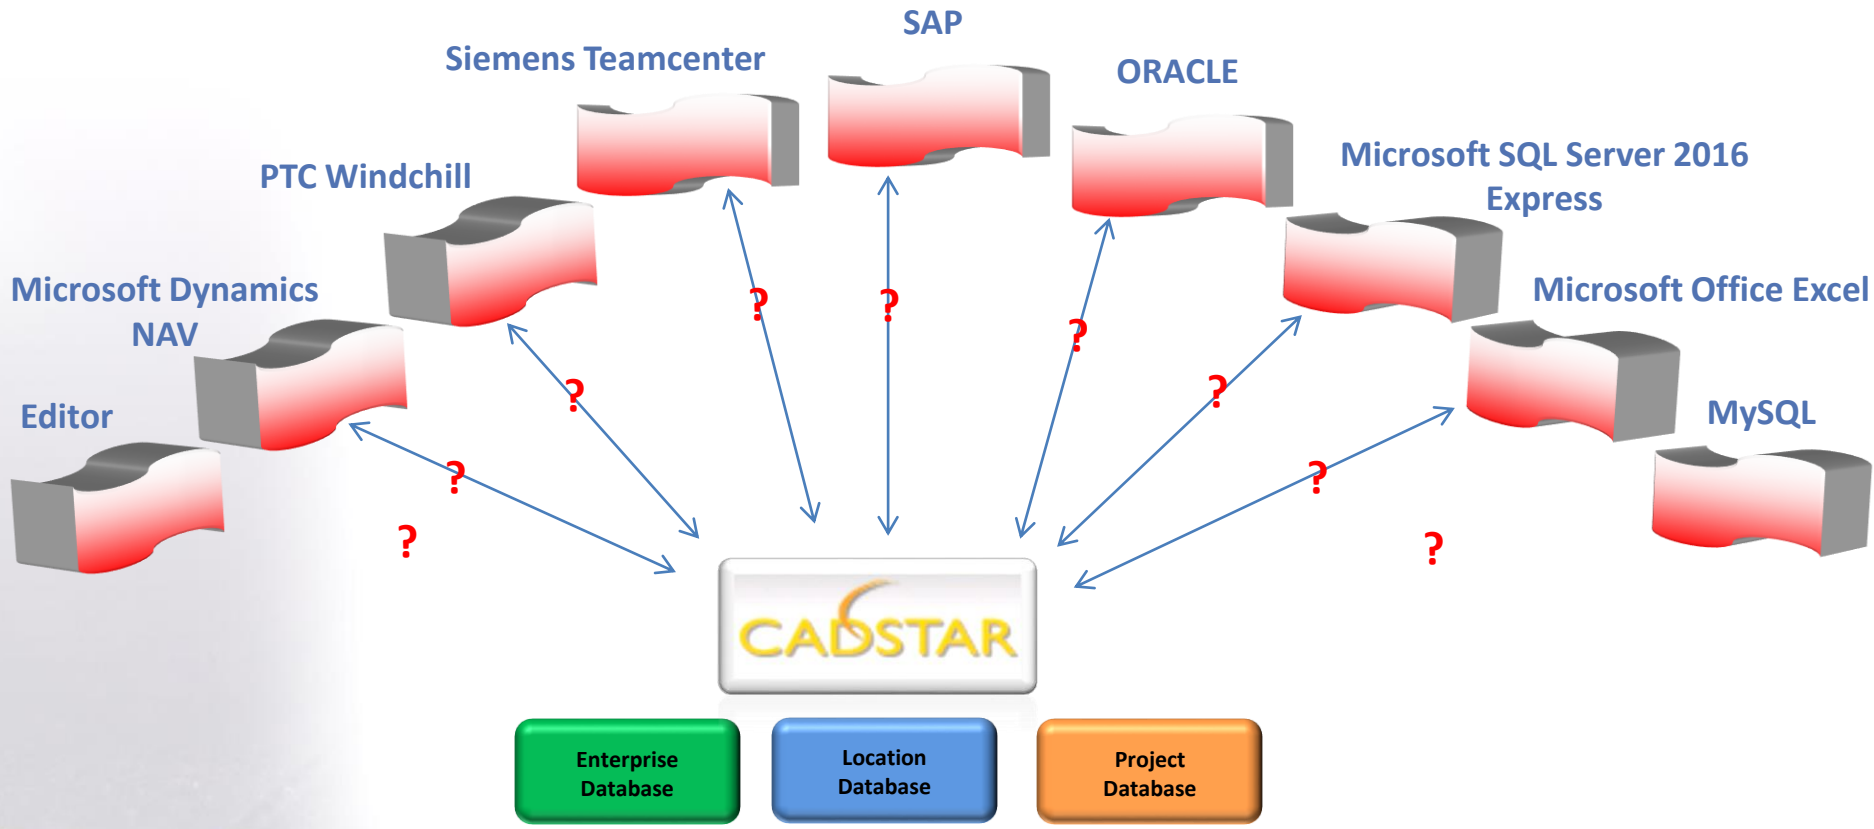 SAP
Siemens Teamcenter
ORACLE
Microsoft SQL Server 2016
Express
PTC Windchill
Microsoft Dynamics
NAV
Microsoft Office Excel
Editor
MySQL
?
?
?
?
?
?
?
?
?
CADSTAR
Enterprise
Database
Location
Database
Project
Database